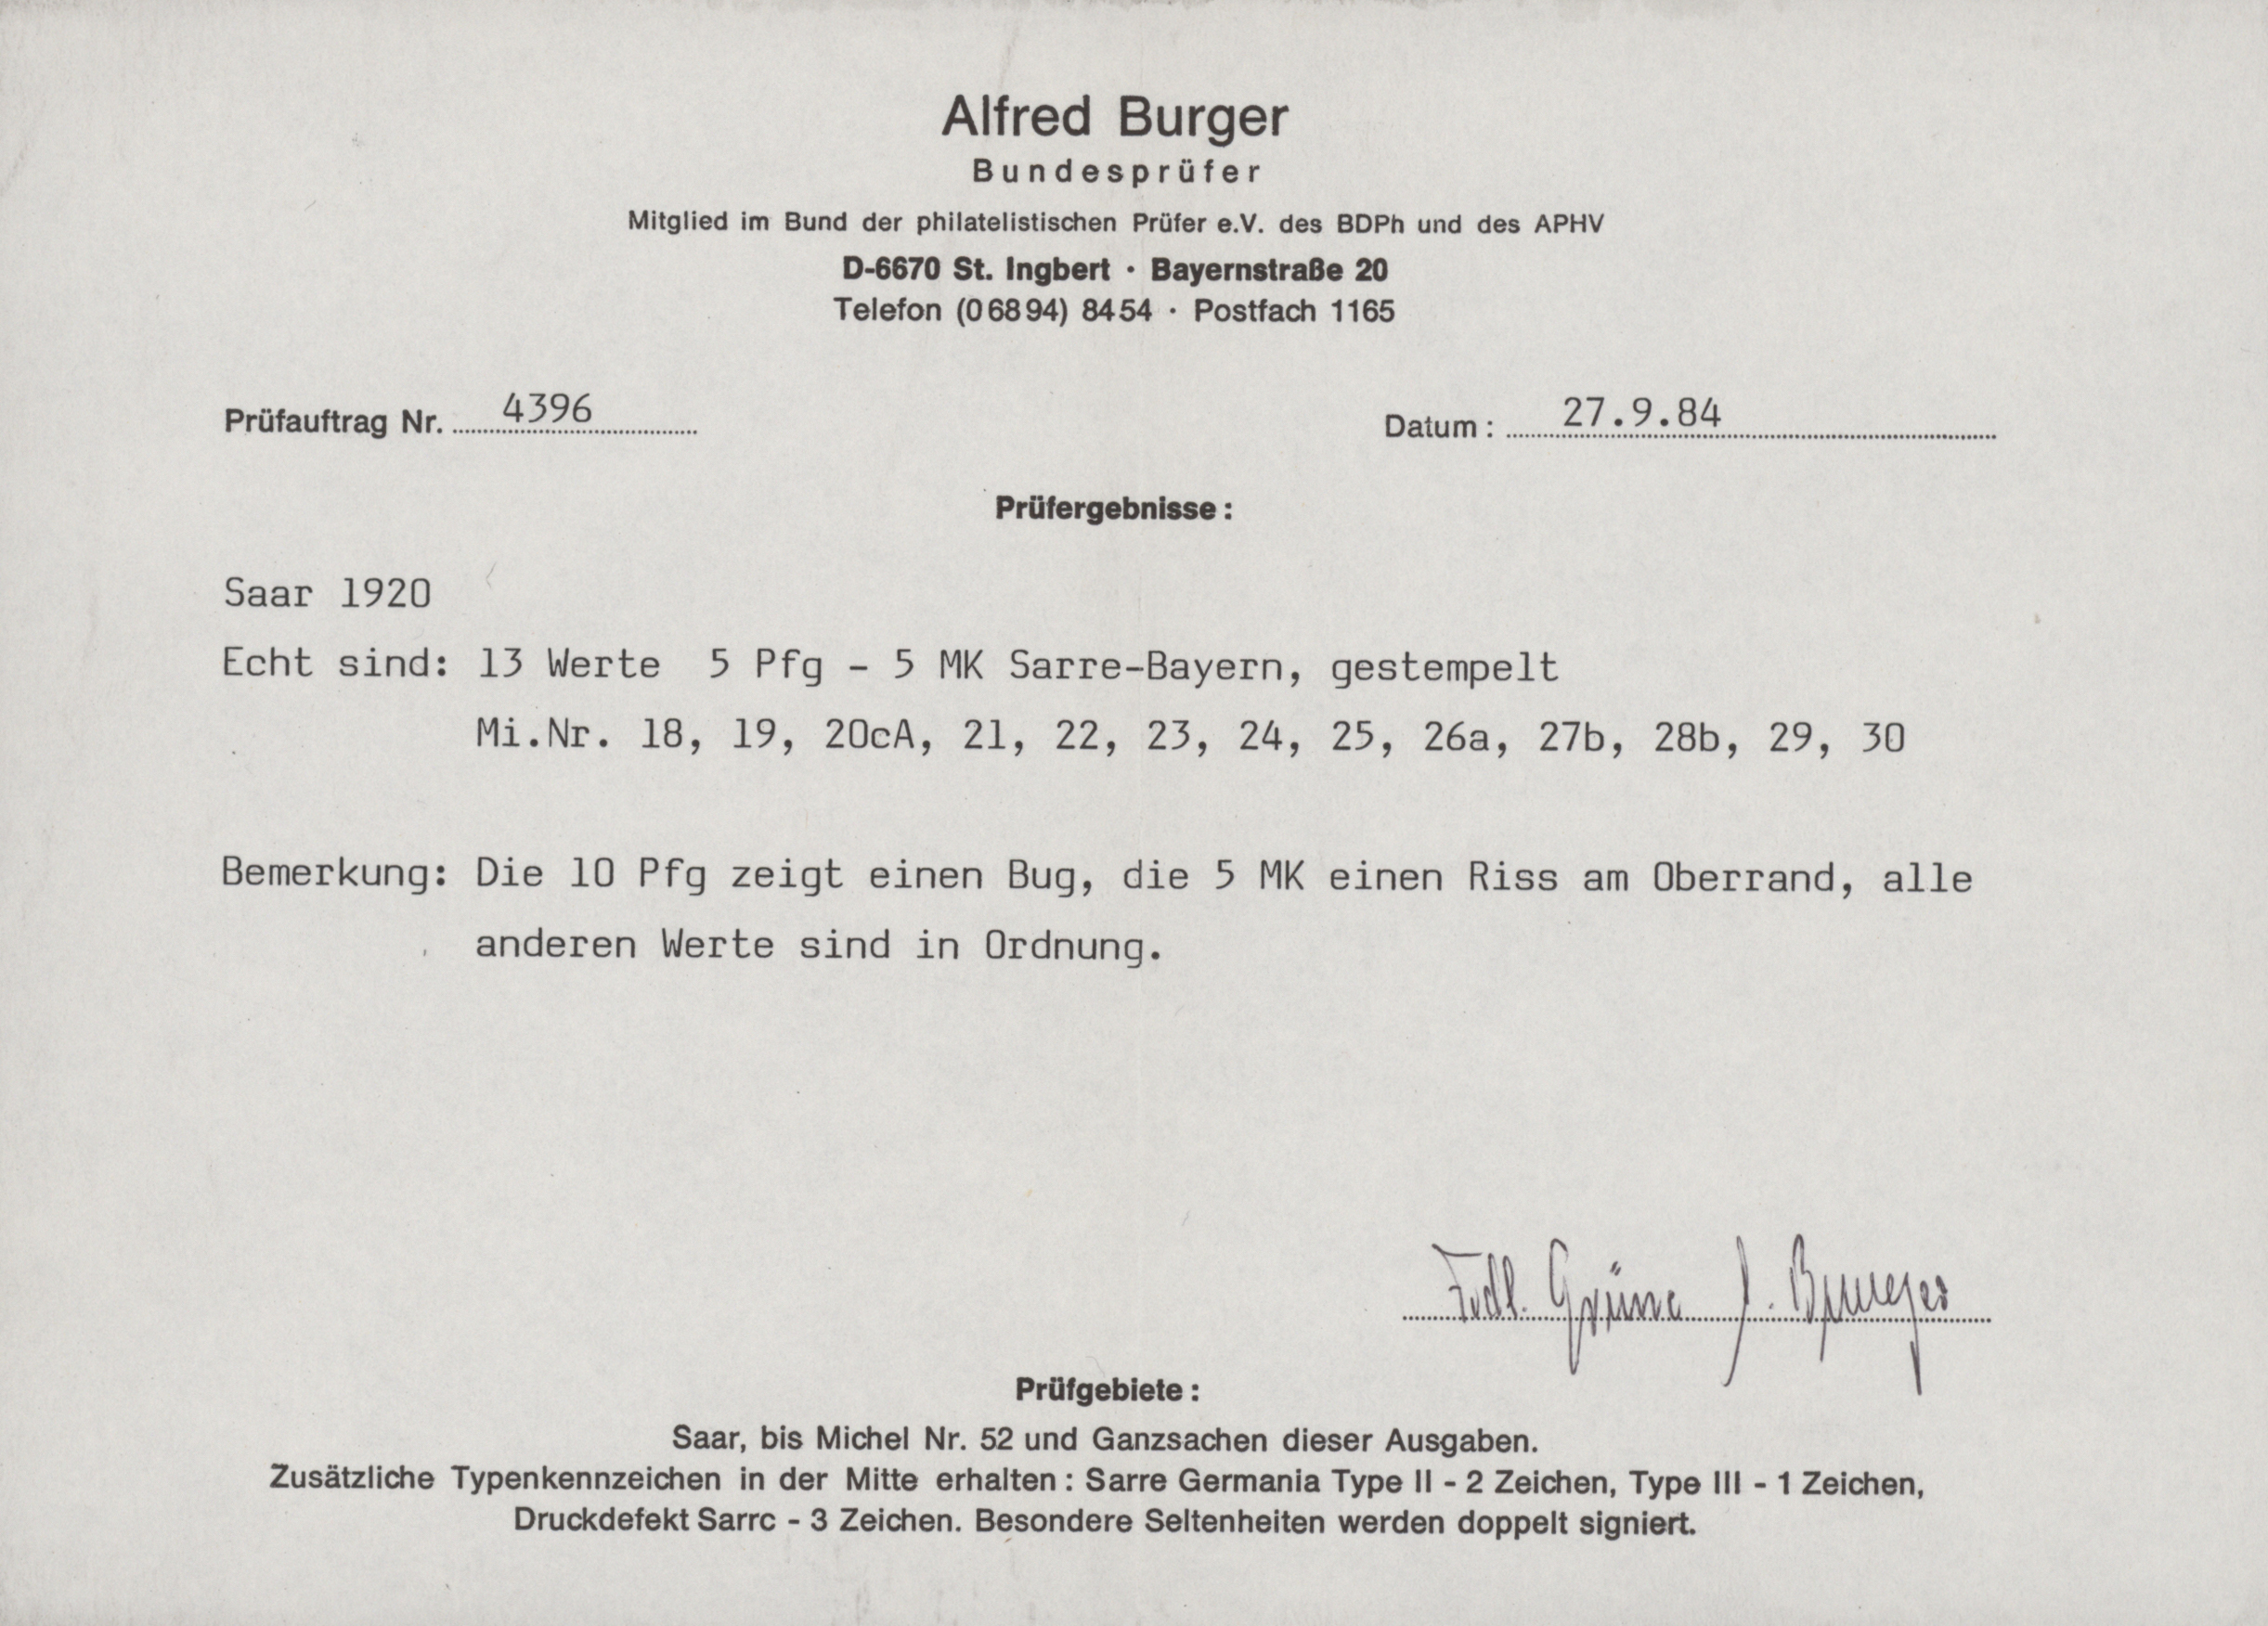 Alfred Burger
Bundesprüfer
Mitglied im Bund der philatelistischen Prüfer e.V. des BDPh und des APHV
D-6670 St. Ingbert · Bayernstraße 20
Telefon (06894) 8454 · Postfach 1165
Prüfauftrag Nr. 4396 Datum: 27.9.84
Prüfergebnisse:
Saar 1920
Echt sind: 13 Werte 5 Pfg - 5 MK Sarre-Bayern, gestempelt
Mi.Nr. 18, 19, 20cA, 21, 22, 23, 24, 25, 26a, 27b, 28b, 29, 30
Bemerkung: Die 10 Pfg zeigt einen Bug, die 5 MK einen Riss am Oberrand, alle
anderen Werte sind in Ordnung.
Frdl. Grüße A. Burger
Prüfgebiete:
Saar, bis Michel Nr. 52 und Ganzsachen dieser Ausgaben.
Zusätzliche Typenkennzeichen in der Mitte erhalten: Sarre Germania Type II - 2 Zeichen, Type III - 1 Zeichen,
Druckdefekt Sarrc - 3 Zeichen. Besondere Seltenheiten werden doppelt signiert.